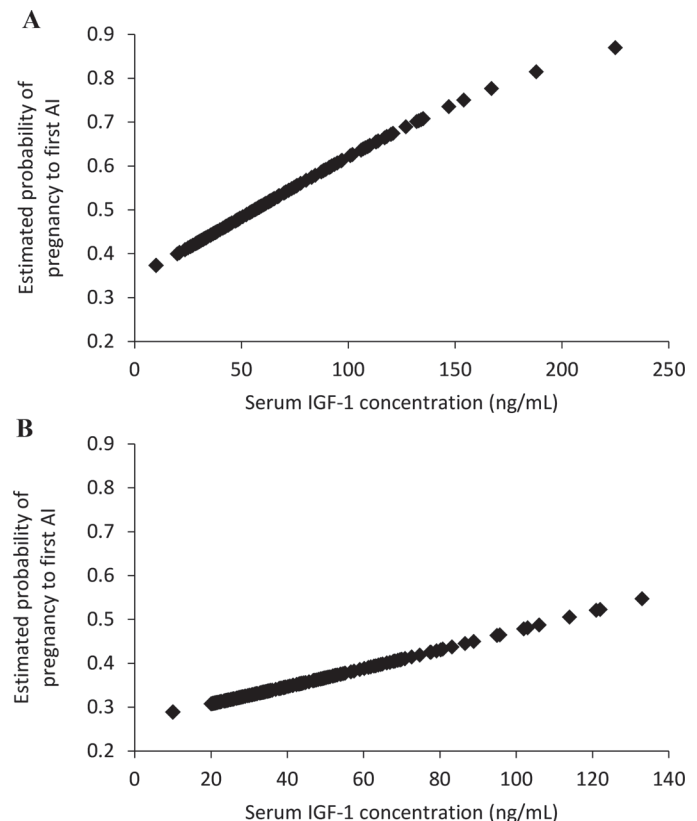 A
0.9
0.8
0.7
0.6
0.5
0.4
0.3
0.2
Estimated probability of
pregnancy to first AI
0 50 100 150 200 250
Serum IGF-1 concentration (ng/mL)
B
0.9
0.8
0.7
0.6
0.5
0.4
0.3
0.2
Estimated probability of
pregnancy to first AI
0 20 40 60 80 100 120 140
Serum IGF-1 concentration (ng/mL)